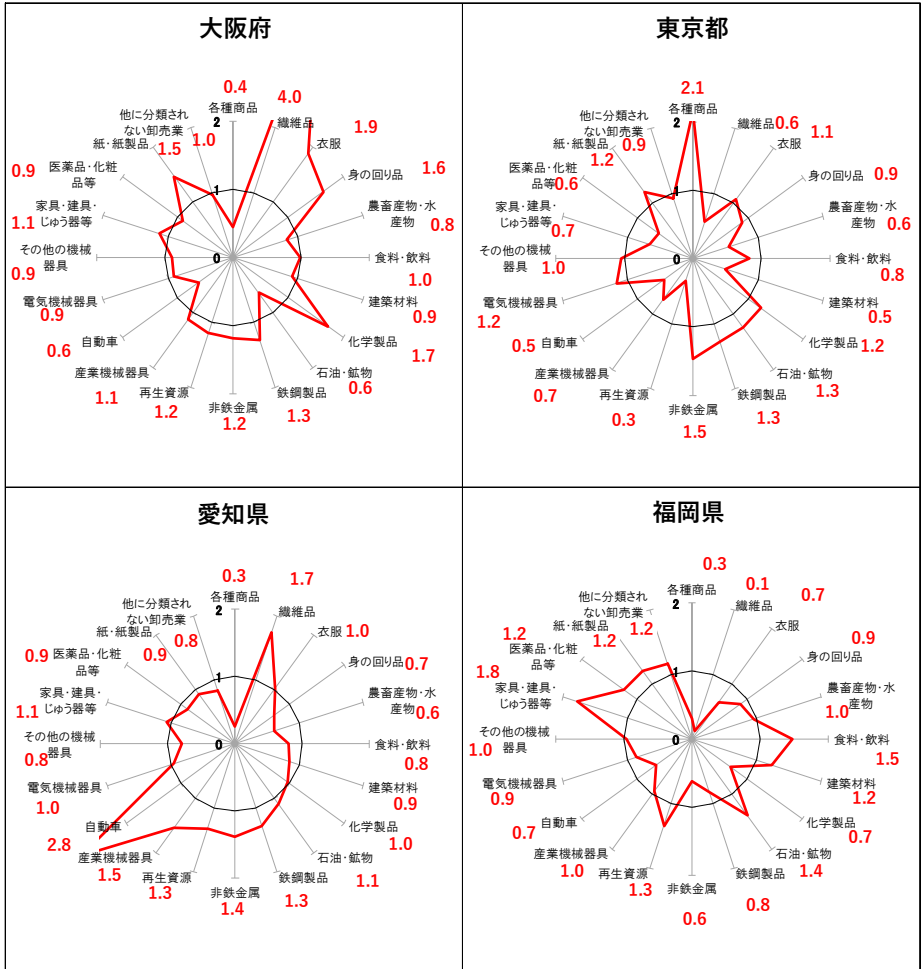 大阪府
0.4
各種商品
4.0
繊維品
1.9
衣服
1.6
身の回り品
農畜産物・水
産物
0.8
食料・飲料
1.0
建築材料
0.9
化学製品
1.7
石油・鉱物
0.6
鉄鋼製品
1.3
非鉄金属
1.2
再生資源
1.2
産業機械器具
1.1
自動車
0.6
電気機械器具
0.9
その他の機械
器具
0.9
家具・建具・
じゅう器等
1.1
医薬品・化粧
品等
0.9
紙・紙製品
1.5
他に分類され
ない卸売業
1.0
2
1
0
東京都
2.1
各種商品
繊維品
0.6
衣服
1.1
身の回り品
0.9
農畜産物・水
産物
0.6
食料・飲料
0.8
建築材料
0.5
化学製品
1.2
石油・鉱物
1.3
鉄鋼製品
1.3
非鉄金属
1.5
再生資源
0.3
産業機械器具
0.7
自動車
0.5
電気機械器具
1.2
その他の機械
器具
1.0
家具・建具・
じゅう器等
0.7
医薬品・化粧
品等
0.6
紙・紙製品
1.2
他に分類され
ない卸売業
0.9
2
1
0
愛知県
0.3
各種商品
1.7
繊維品
衣服
1.0
身の回り品
0.7
農畜産物・水
産物
0.6
食料・飲料
0.8
建築材料
0.9
化学製品
1.0
石油・鉱物
1.1
鉄鋼製品
1.3
非鉄金属
1.4
再生資源
1.3
産業機械器具
1.5
自動車
2.8
電気機械器具
1.0
その他の機械
器具
0.8
家具・建具・
じゅう器等
1.1
医薬品・化粧
品等
0.9
紙・紙製品
0.9
他に分類され
ない卸売業
0.8
2
1
0
福岡県
0.3
各種商品
繊維品
0.1
衣服
0.7
身の回り品
0.9
農畜産物・水
産物
1.0
食料・飲料
1.5
建築材料
1.2
化学製品
0.7
石油・鉱物
1.4
鉄鋼製品
0.8
非鉄金属
0.6
再生資源
1.3
産業機械器具
1.0
自動車
0.7
電気機械器具
0.9
その他の機械
器具
1.0
家具・建具・
じゅう器等
1.8
医薬品・化粧
品等
1.2
紙・紙製品
1.2
他に分類され
ない卸売業
1.2
2
1
0